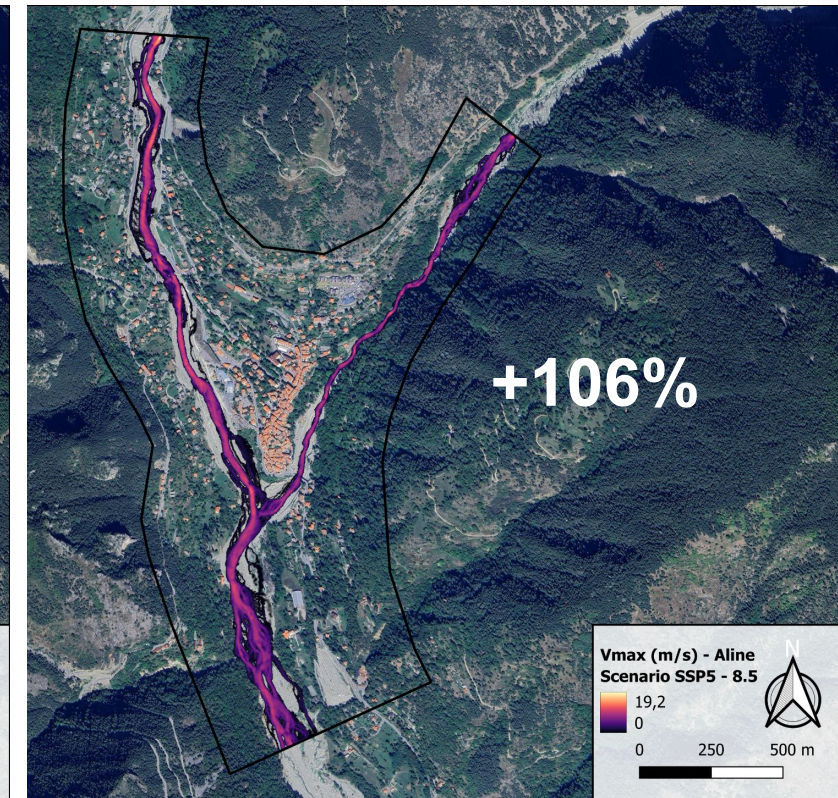 +106%
Vmax (m/s) - Aline
Scenario SSP5 - 8.5
N
19,2
0
0 250 500 m